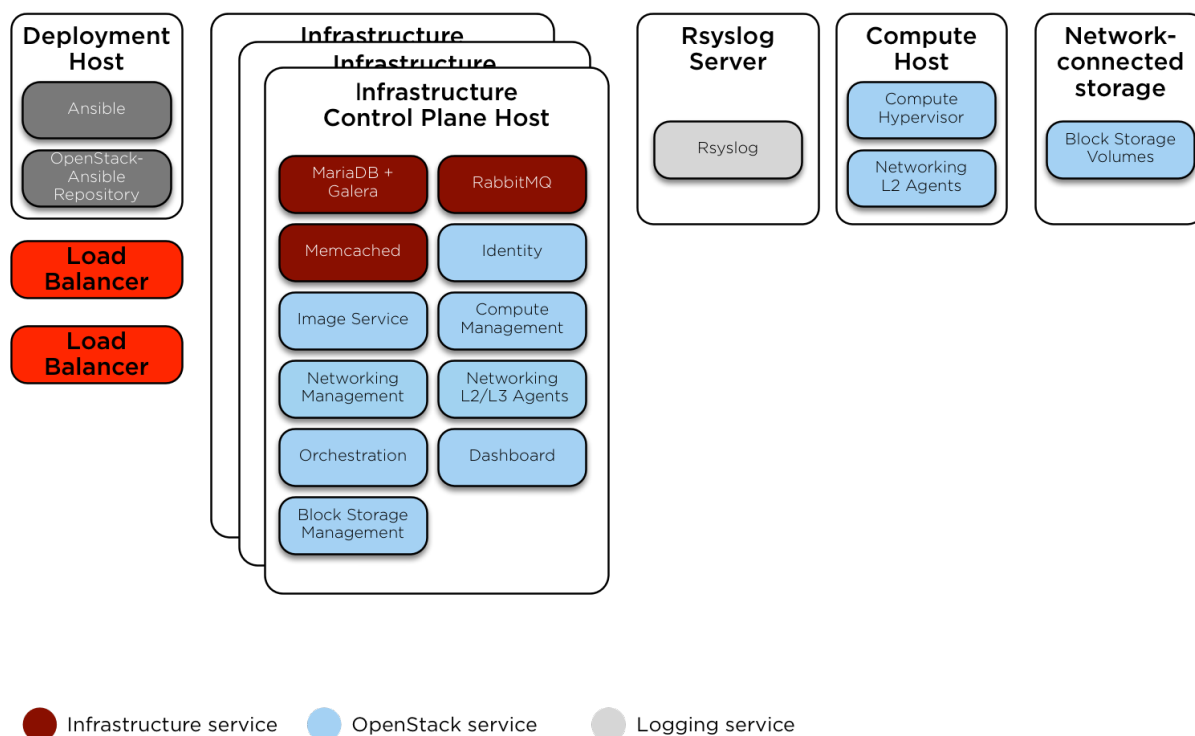 Deployment
Host
Ansible
OpenStack-
Ansible
Repository
Load
Balancer
Load
Balancer
Infrastructure
Infrastructure
Infrastructure
Control Plane Host
MariaDB +
Galera
RabbitMQ
Memcached
Identity
Image Service
Compute
Management
Networking
Management
Networking
L2/L3 Agents
Orchestration
Dashboard
Block Storage
Management
Rsyslog
Server
Rsyslog
Compute
Host
Compute
Hypervisor
Networking
L2 Agents
Network-
connected
storage
Block Storage
Volumes
Infrastructure service
OpenStack service
Logging service